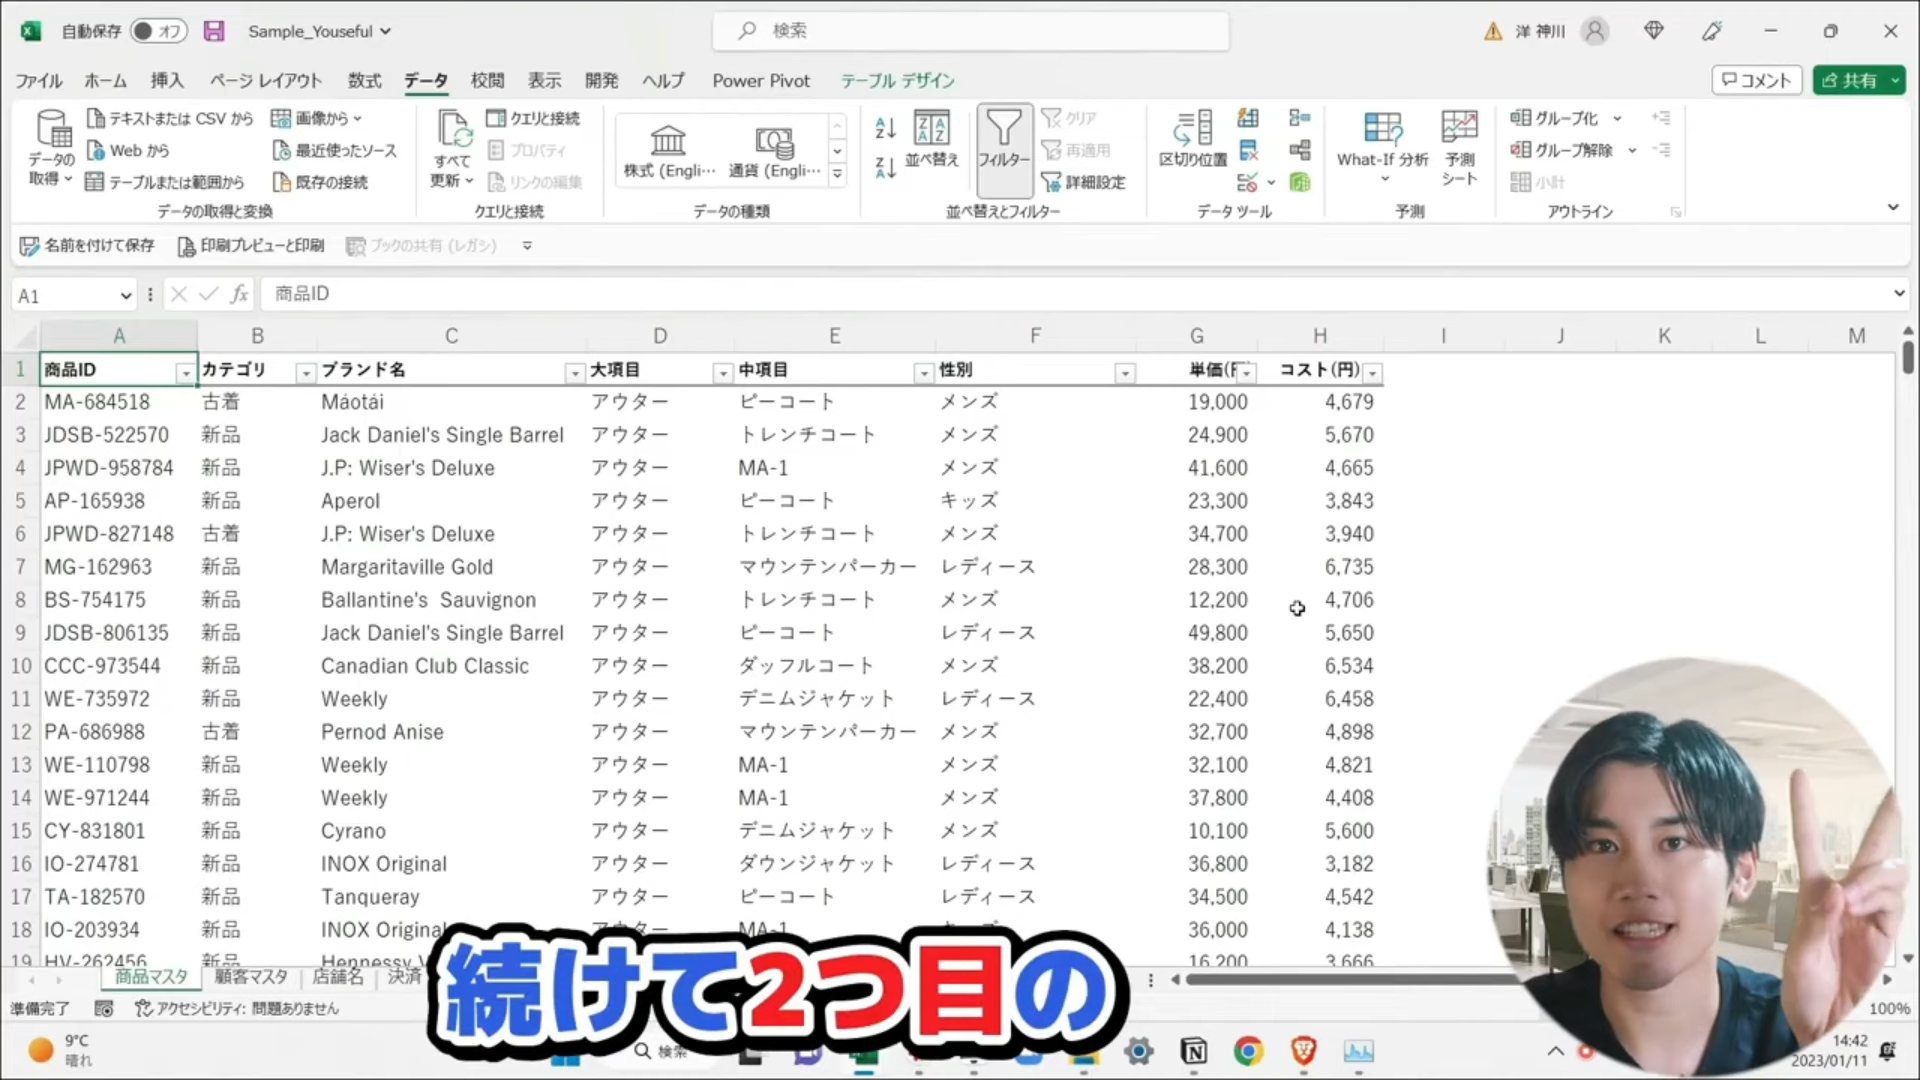 自動保存 オフ Sample_Youseful 検索 洋 神川
ファイル ホーム 挿入 ページ レイアウト 数式 データ 校閲 表示 開発 ヘルプ Power Pivot テーブル デザイン コメント 共有
データの取得
テキストまたは CSV から
Web から
テーブルまたは範囲から
画像から
最近使ったソース
既存の接続
データの取得と変換
すべて更新
クエリと接続
プロパティ
リンクの編集
クエリと接続
株式 (Engli… 通貨 (Engli…
データの種類
並べ替え
フィルター
クリア
再適用
詳細設定
並べ替えとフィルター
区切り位置
データ ツール
What-If 分析
予測シート
予測
グループ化
グループ解除
小計
アウトライン
名前を付けて保存 印刷プレビューと印刷 ブックの共有 (レガシ)
A1 fx 商品ID
A B C D E F G H I J K L M
1 商品ID カテゴリ ブランド名 大項目 中項目 性別 単価( コスト(円)
2 MA-684518 古着 Máotái アウター ピーコート メンズ 19,000 4,679
3 JDSB-522570 新品 Jack Daniel's Single Barrel アウター トレンチコート メンズ 24,900 5,670
4 JPWD-958784 新品 J.P: Wiser's Deluxe アウター MA-1 メンズ 41,600 4,665
5 AP-165938 新品 Aperol アウター ピーコート キッズ 23,300 3,843
6 JPWD-827148 古着 J.P: Wiser's Deluxe アウター トレンチコート メンズ 34,700 3,940
7 MG-162963 新品 Margaritaville Gold アウター マウンテンパーカー レディース 28,300 6,735
8 BS-754175 新品 Ballantine's Sauvignon アウター トレンチコート メンズ 12,200 4,706
9 JDSB-806135 新品 Jack Daniel's Single Barrel アウター ピーコート レディース 49,800 5,650
10 CCC-973544 新品 Canadian Club Classic アウター ダッフルコート メンズ 38,200 6,534
11 WE-735972 新品 Weekly アウター デニムジャケット レディース 22,400 6,458
12 PA-686988 古着 Pernod Anise アウター マウンテンパーカー メンズ 32,700 4,898
13 WE-110798 新品 Weekly アウター MA-1 メンズ 32,100 4,821
14 WE-971244 新品 Weekly アウター MA-1 メンズ 37,800 4,408
15 CY-831801 新品 Cyrano アウター デニムジャケット メンズ 10,100 5,600
16 IO-274781 新品 INOX Original アウター ダウンジャケット レディース 36,800 3,182
17 TA-182570 新品 Tanqueray アウター ピーコート レディース 34,500 4,542
18 IO-203934 新品 INOX Original アウター MA-1 36,000 4,138
19 HV-262456 新品 Hennessy 16,200 3,666
商品マスタ 顧客マスタ 店舗名 決済
続けて2つ目の
準備完了 アクセシビリティ: 問題ありません 100%
9°C
晴れ
検索
14:42
2023/01/11